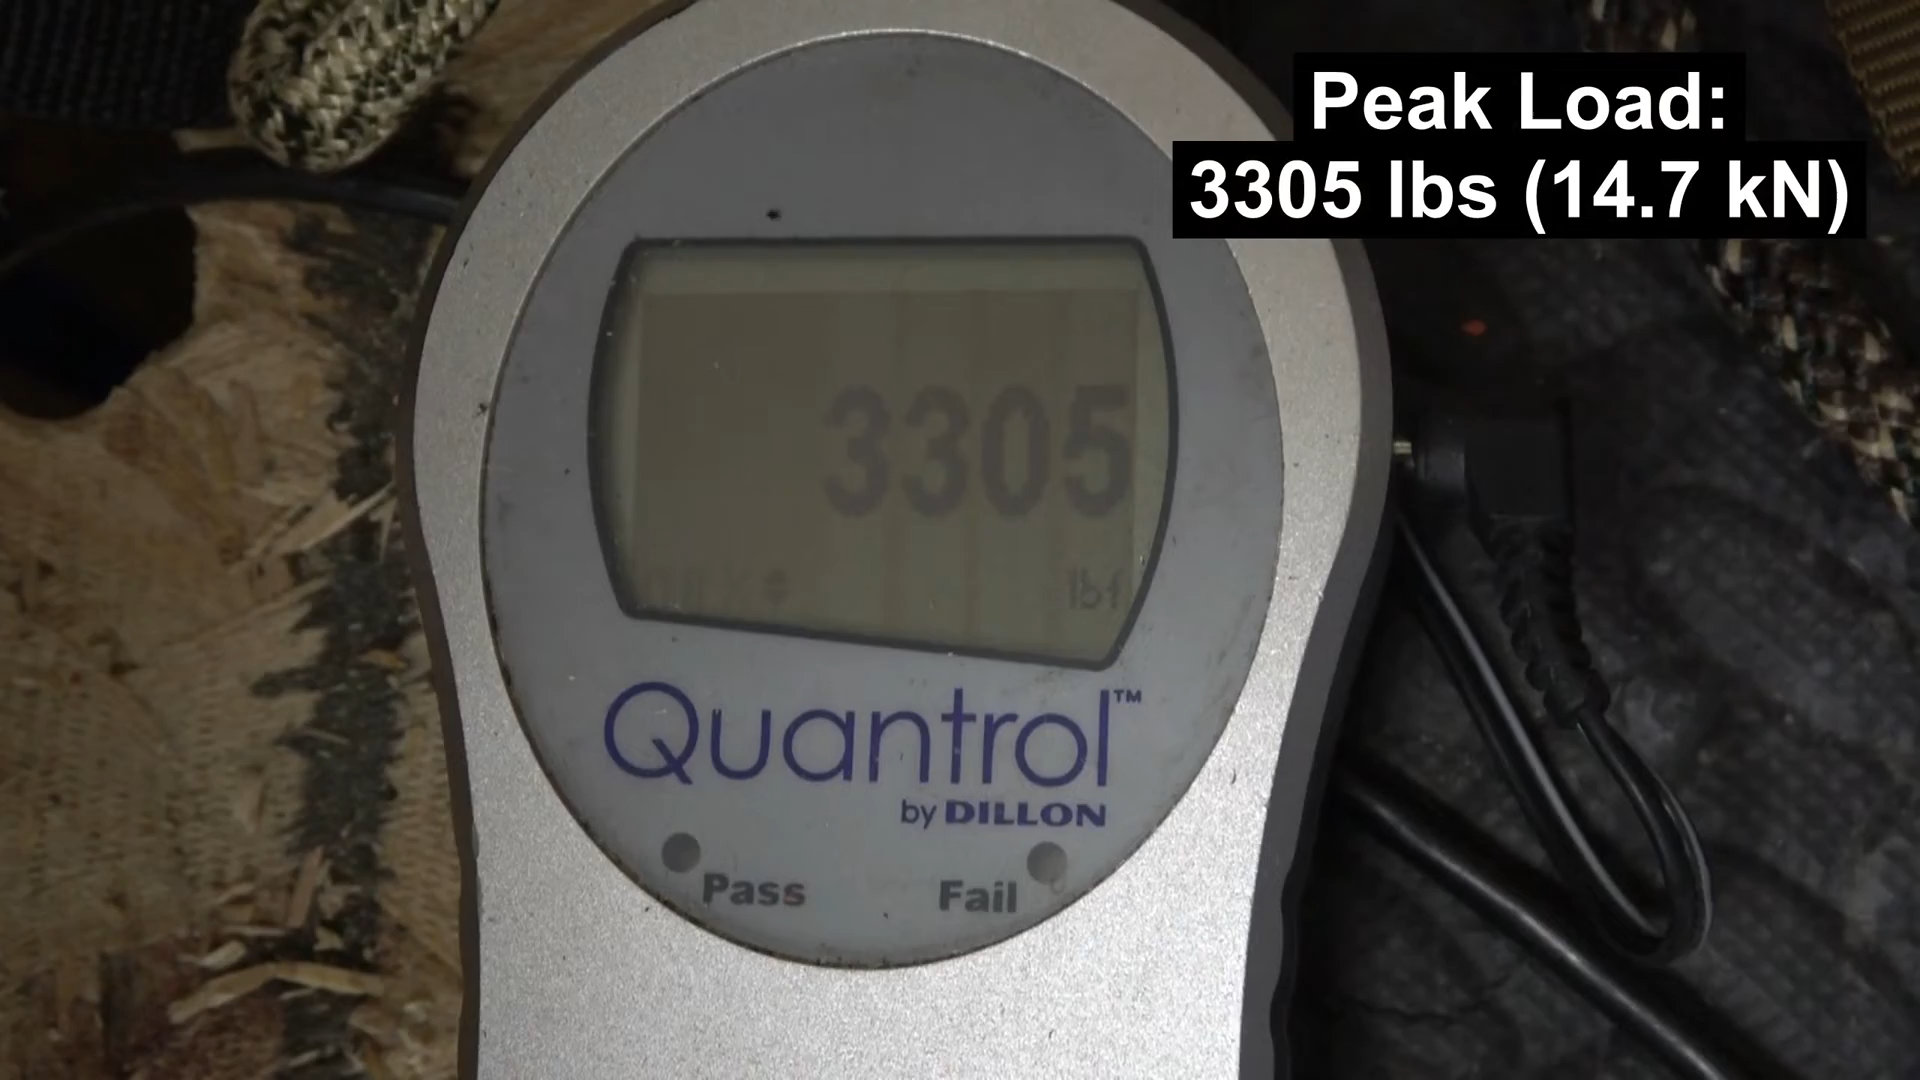 Peak Load:
3305 lbs (14.7 kN)
3305
lbf
Quantrol™
by DILLON
Pass
Fail